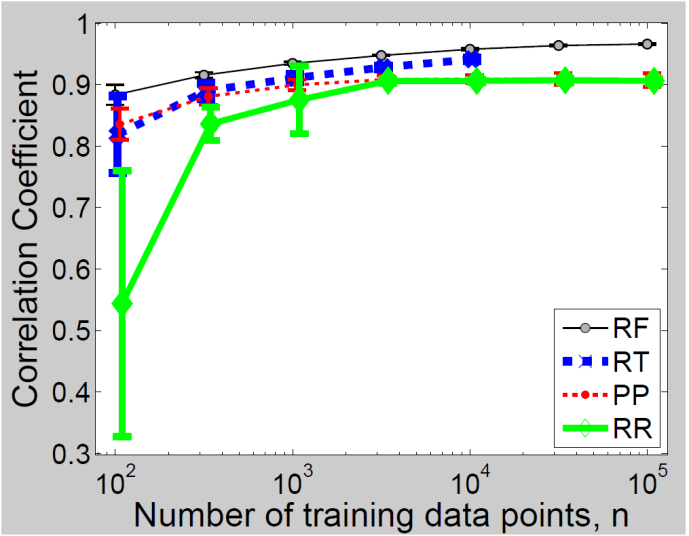 Correlation Coefficient
1
0.9
0.8
0.7
0.6
0.5
0.4
0.3
10² 10³ 10⁴ 10⁵
Number of training data points, n
RF
RT
PP
RR